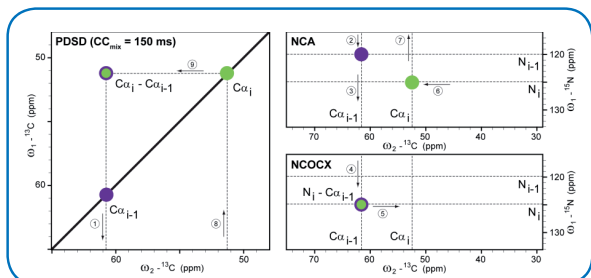 PDSD (CCmix = 150 ms)
50
60
ω1 - 13C (ppm)
⑨
Cαi - Cαi-1
Cαi
Cαi-1
①
⑧
60
50
ω2 - 13C (ppm)
NCA
②
⑦
Ni-1
③
⑥
Ni
Cαi-1
Cαi
120
130
ω1 - 15N (ppm)
70
60
50
40
30
ω2 - 13C (ppm)
NCOCX
④
Ni-1
Ni - Cαi-1
⑤
Ni
Cαi-1
Cαi
120
130
ω1 - 15N (ppm)
70
60
50
40
30
ω2 - 13C (ppm)